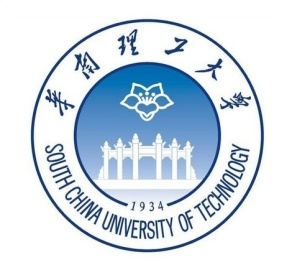 华南理工大学
1934
SOUTH CHINA UNIVERSITY OF TECHNOLOGY